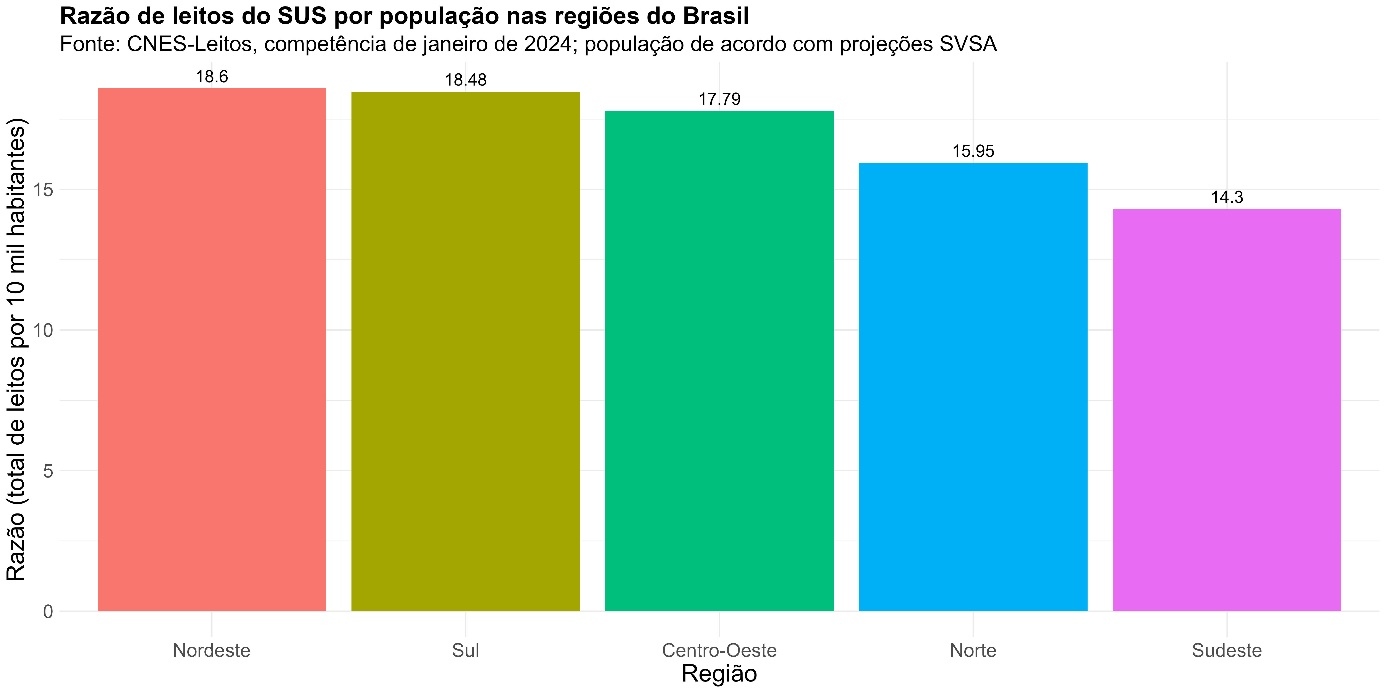 Razão de leitos do SUS por população nas regiões do Brasil
Fonte: CNES-Leitos, competência de janeiro de 2024; população de acordo com projeções SVSA
Razão (total de leitos por 10 mil habitantes)
15
10
5
0
18.6
18.48
17.79
15.95
14.3
Nordeste
Sul
Centro-Oeste
Norte
Sudeste
Região